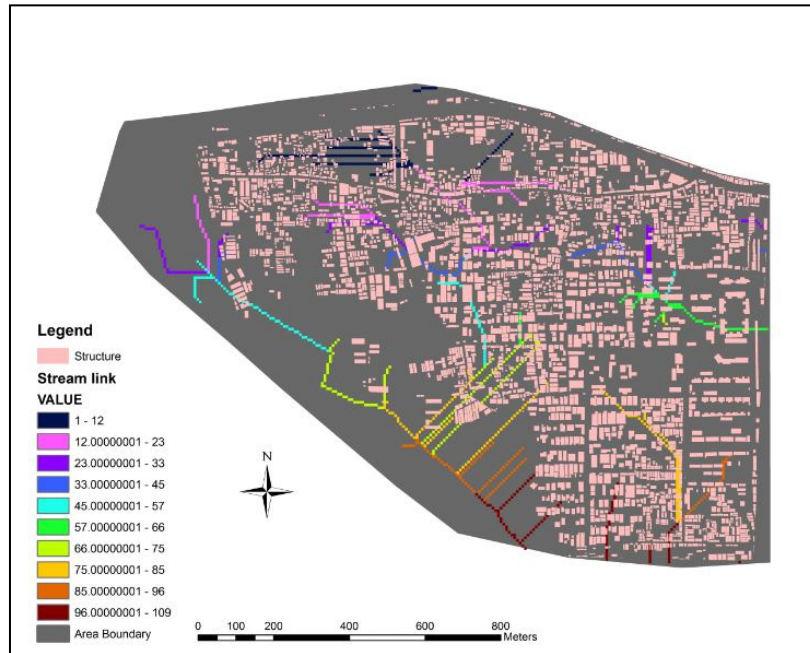 Legend
Structure
Stream link
VALUE
1 - 12
12.00000001 - 23
23.00000001 - 33
33.00000001 - 45
45.00000001 - 57
57.00000001 - 66
66.00000001 - 75
75.00000001 - 85
85.00000001 - 96
96.00000001 - 109
Area Boundary
N
0 100 200 400 600 800
Meters